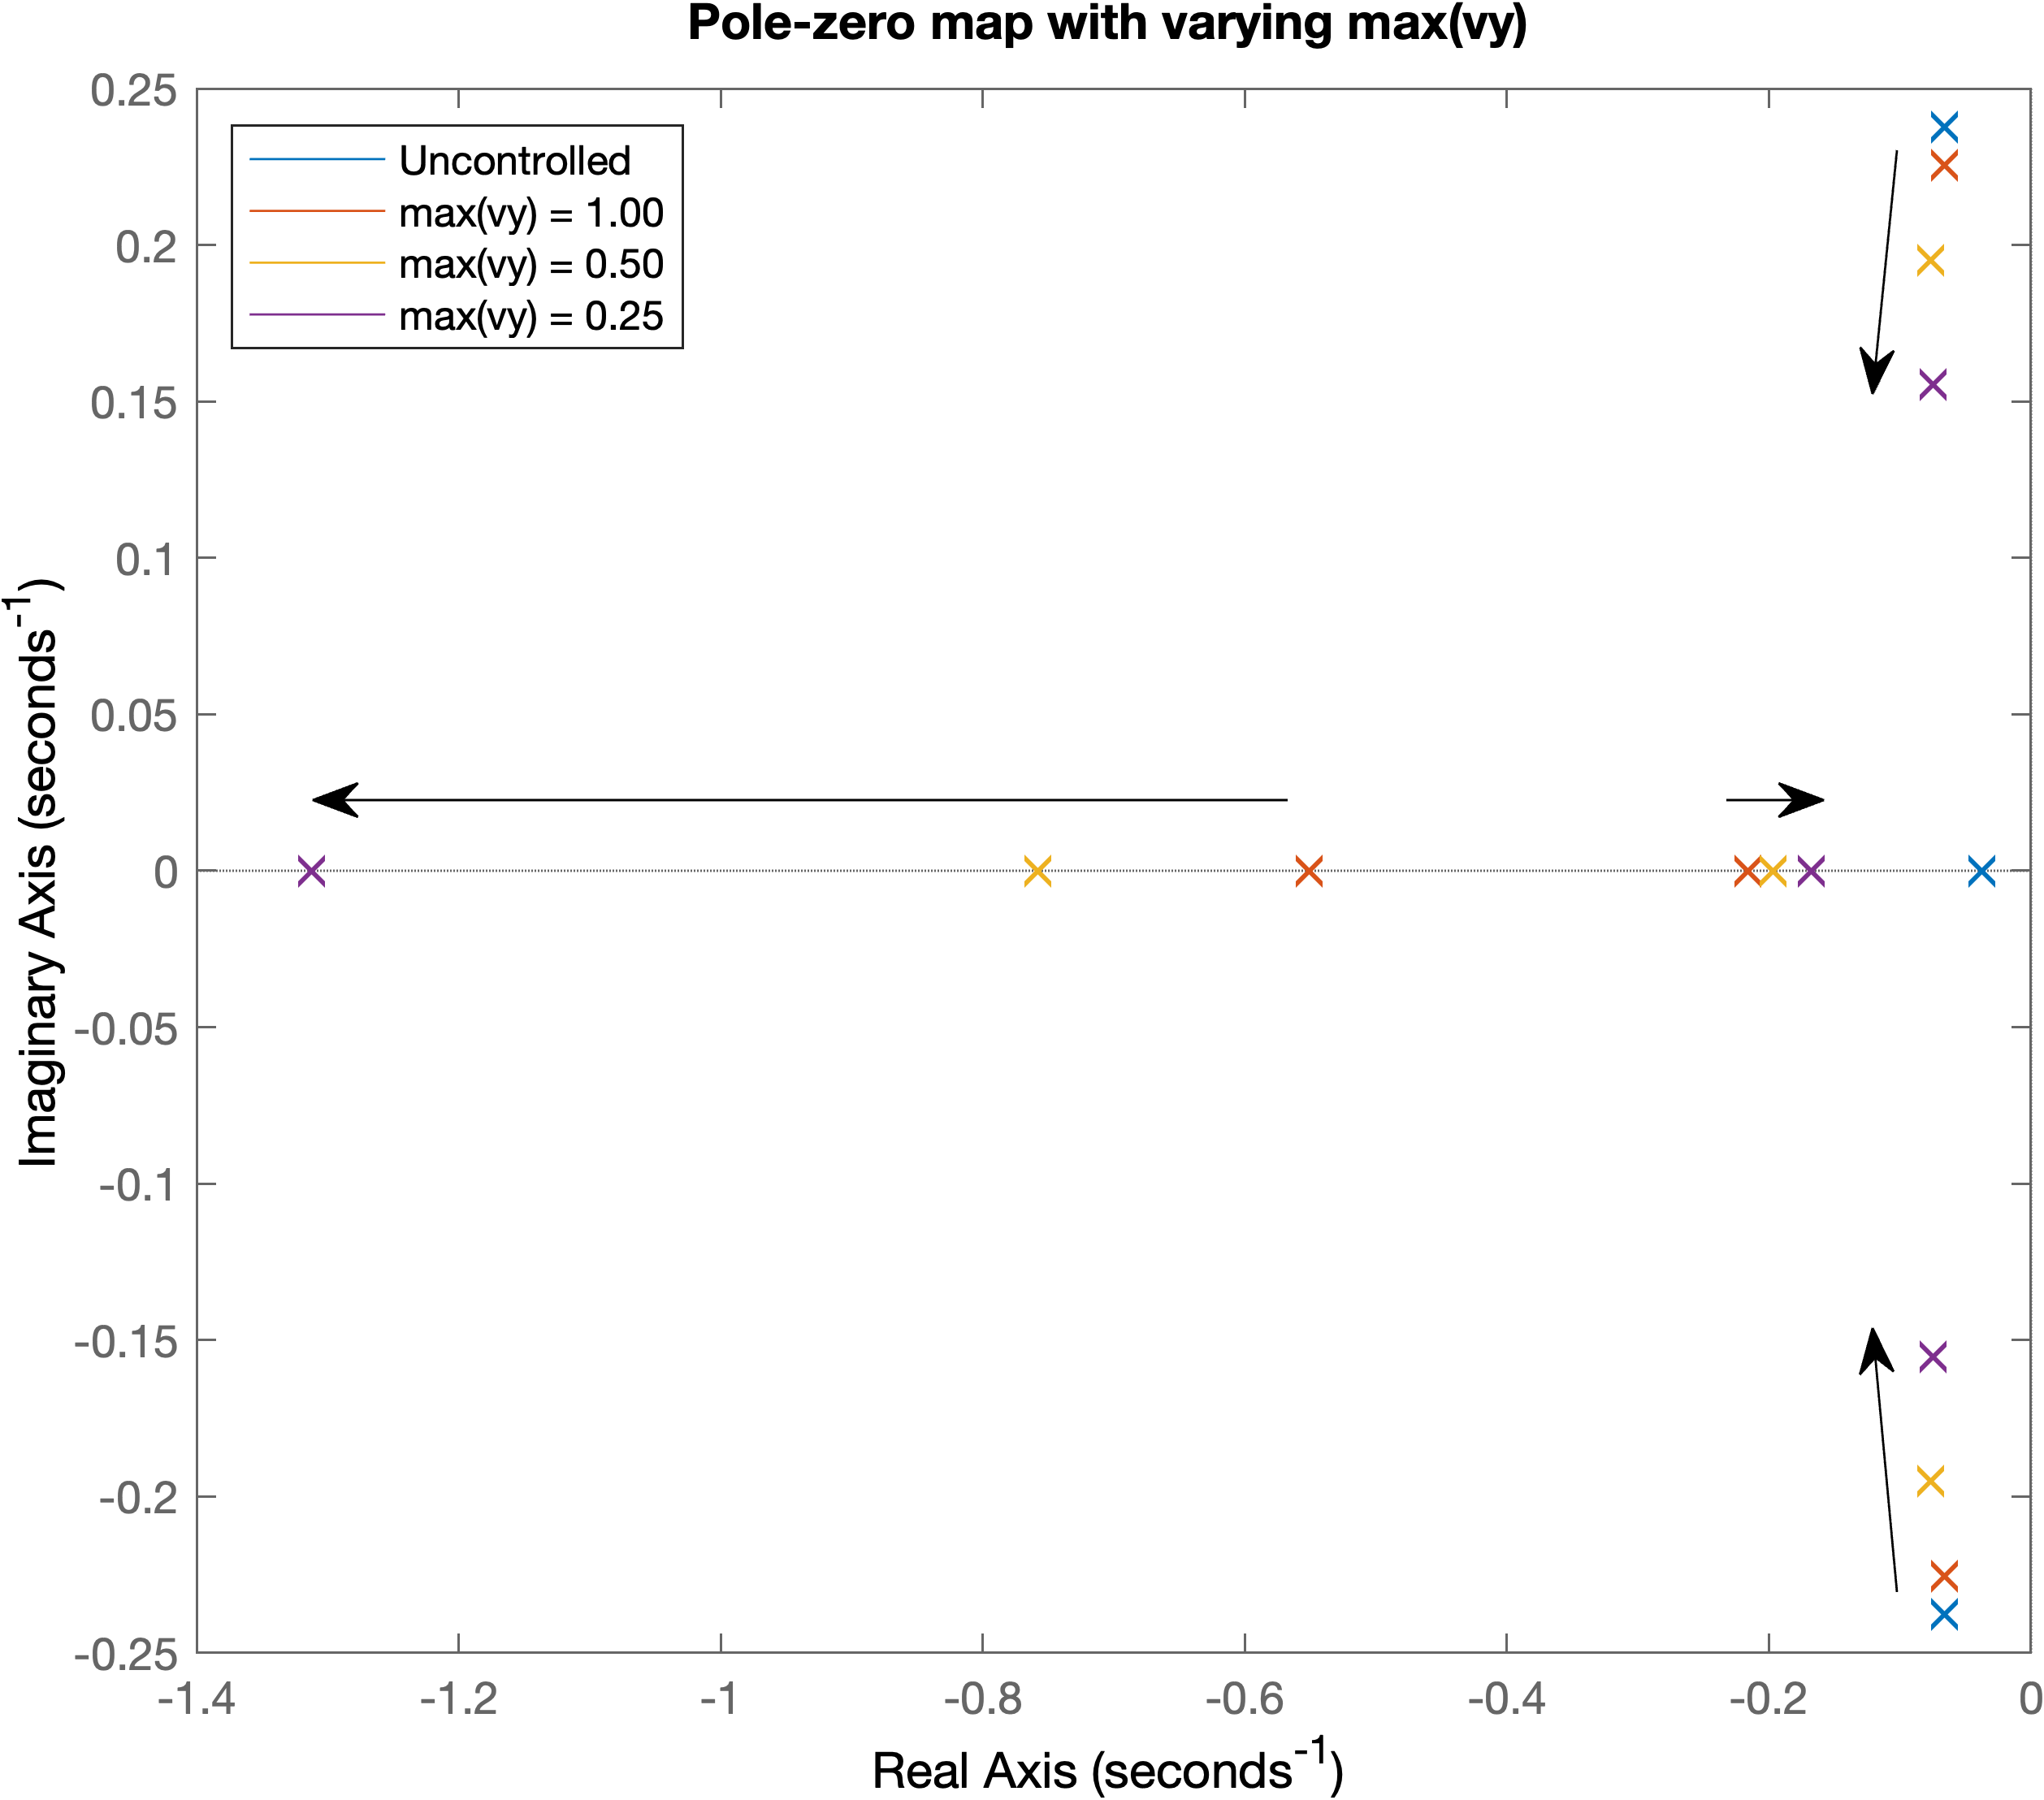 Pole-zero map with varying max(vy)
0.25
0.2
0.15
0.1
0.05
0
-0.05
-0.1
-0.15
-0.2
-0.25
Imaginary Axis (seconds⁻¹)
Uncontrolled
max(vy) = 1.00
max(vy) = 0.50
max(vy) = 0.25
-1.4 -1.2 -1 -0.8 -0.6 -0.4 -0.2 0
Real Axis (seconds⁻¹)